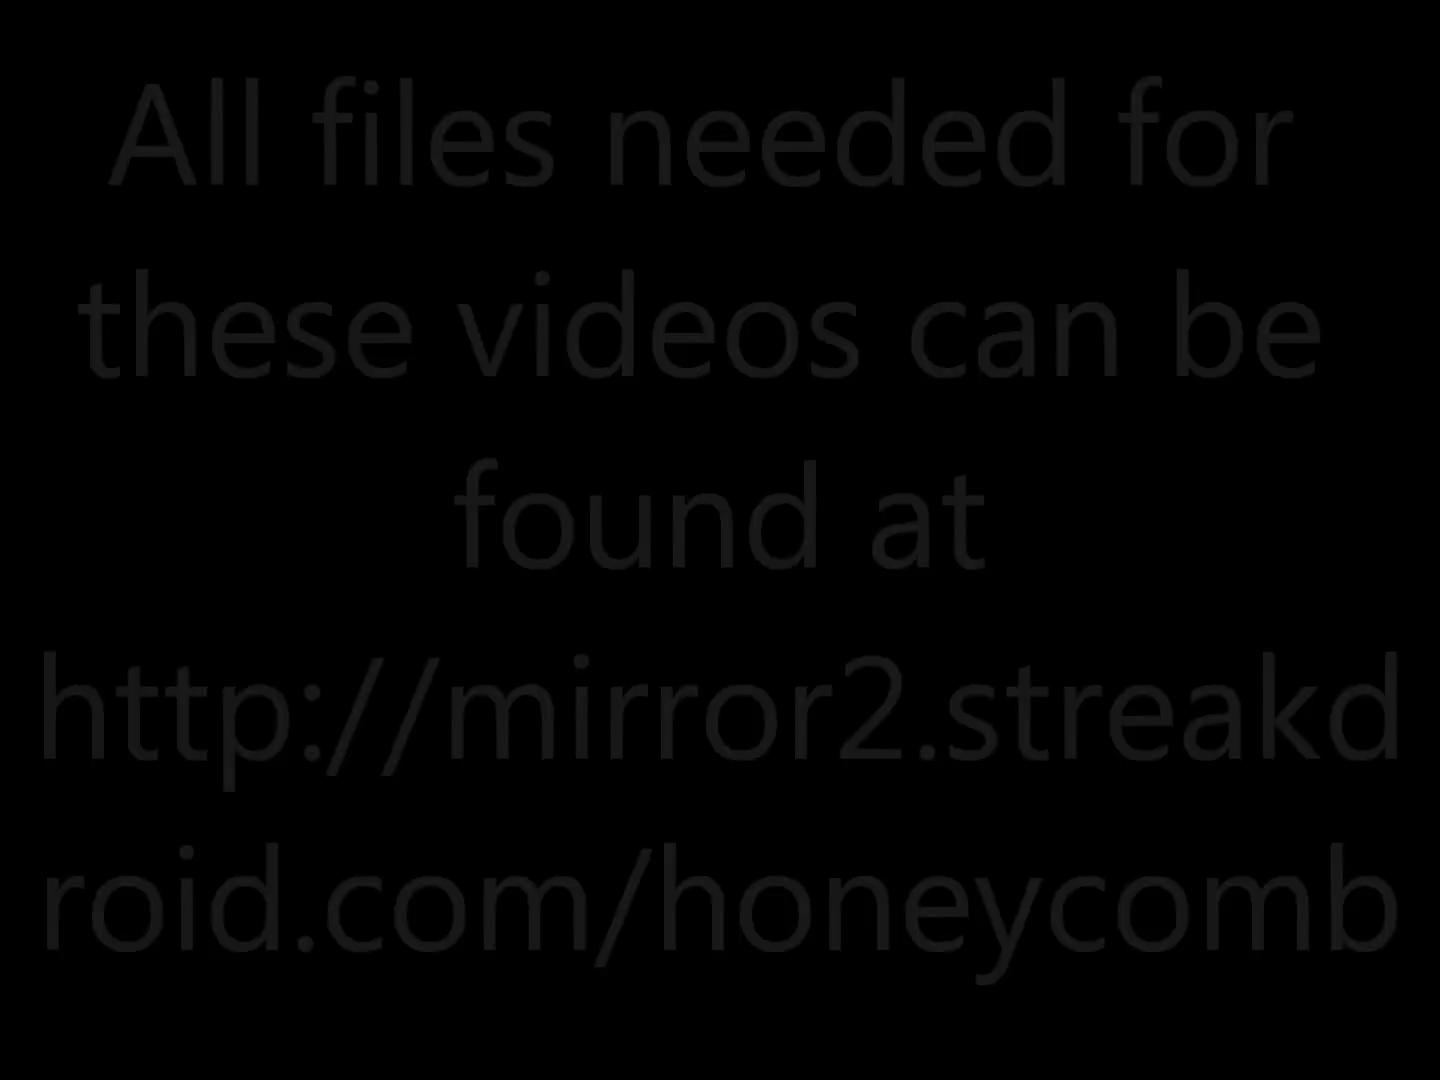 All files needed for
these videos can be
found at
http://mirror2.streakd
roid.com/honeycomb